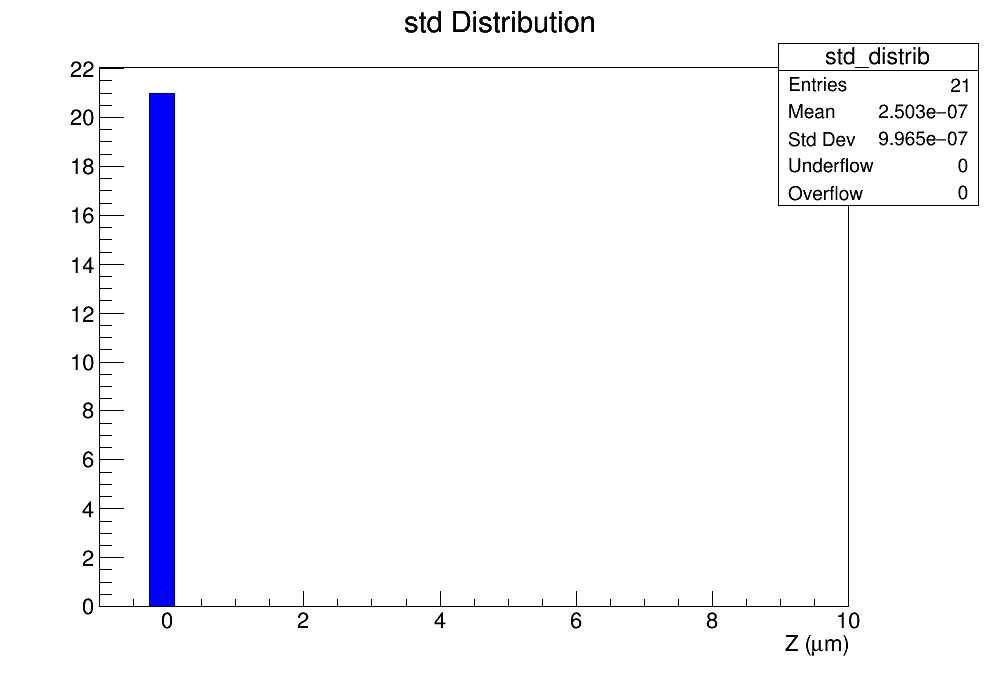 std Distribution
std_distrib
Entries 21
Mean 2.503e−07
Std Dev 9.965e−07
Underflow 0
Overflow 0
22
20
18
16
14
12
10
8
6
4
2
0
0 2 4 6 8 10
Z (μm)